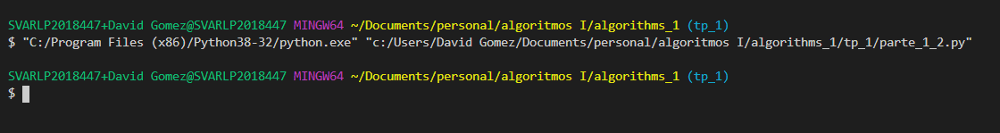 SVARLP2018447+David Gomez@SVARLP2018447 MINGW64 ~/Documents/personal/algoritmos I/algorithms_1 (tp_1)
$ "C:/Program Files (x86)/Python38-32/python.exe" "c:/Users/David Gomez/Documents/personal/algoritmos I/algorithms_1/tp_1/parte_1_2.py"
SVARLP2018447+David Gomez@SVARLP2018447 MINGW64 ~/Documents/personal/algoritmos I/algorithms_1 (tp_1)
$